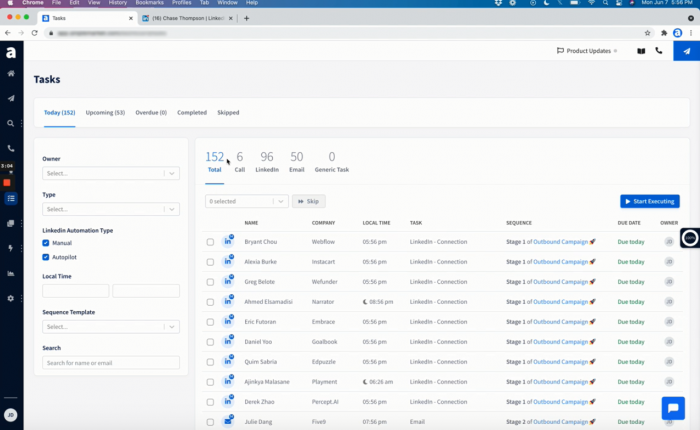 Chrome File Edit View History Bookmarks Profiles Tab Window Help
Mon Jun 7 5:56 PM
Tasks
(16) Chase Thompson | LinkedI
Product Updates
a
Tasks
Today (152) Upcoming (53) Overdue (0) Completed Skipped
152 6 96 50 0
Total Call LinkedIn Email Generic Task
Owner
Select...
Type
Select...
LinkedIn Automation Type
Manual
Autopilot
Local Time
Sequence Template
Select...
Search
Search for name or email
0 selected Skip Start Executing
NAME COMPANY LOCAL TIME TASK SEQUENCE DUE DATE OWNER
in Bryant Chou Webflow 05:56 pm LinkedIn - Connection Stage 1 of Outbound Campaign 🚀 Due today JD
in Alexia Burke Instacart 05:56 pm LinkedIn - Connection Stage 1 of Outbound Campaign 🚀 Due today JD
in Greg Belote Wefunder 05:56 pm LinkedIn - Connection Stage 1 of Outbound Campaign 🚀 Due today JD
in Ahmed Elsamadisi Narrator 08:56 pm LinkedIn - Connection Stage 1 of Outbound Campaign 🚀 Due today JD
in Eric Futoran Embrace 05:56 pm LinkedIn - Connection Stage 1 of Outbound Campaign 🚀 Due today JD
in Daniel Yoo Goalbook 05:56 pm LinkedIn - Connection Stage 1 of Outbound Campaign 🚀 Due today JD
in Quim Sabria Edpuzzle 05:56 pm LinkedIn - Connection Stage 1 of Outbound Campaign 🚀 Due today JD
in Ajinkya Malasane Playment 06:26 am LinkedIn - Connection Stage 1 of Outbound Campaign 🚀 Due today JD
in Derek Zhao Percept.AI 05:56 pm LinkedIn - Connection Stage 1 of Outbound Campaign 🚀 Due today JD
Julie Dang Five9 07:56 pm Email Stage 2 of Outbound Campaign 🚀 Due today
3:04
JD